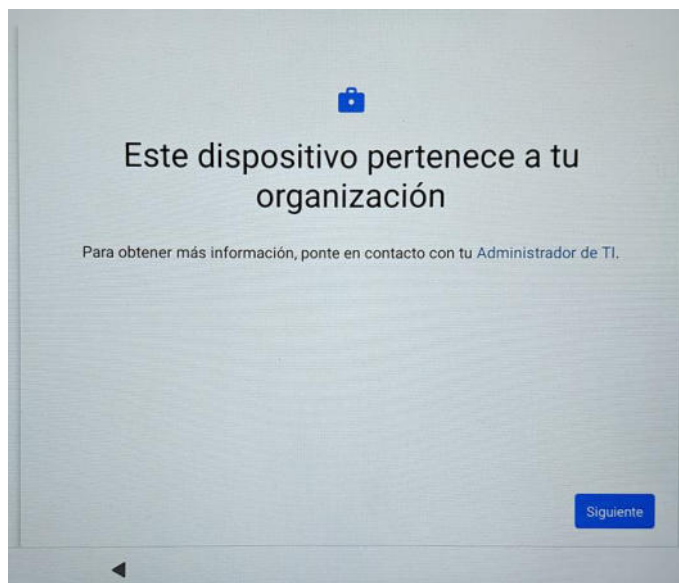 Este dispositivo pertenece a tu
organización
Para obtener más información, ponte en contacto con tu Administrador de TI.
Siguiente